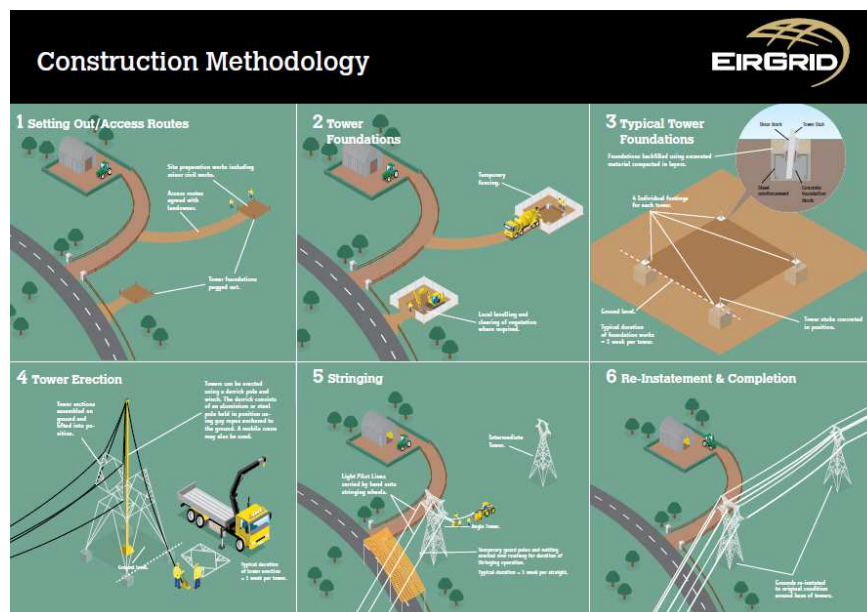 Construction Methodology
EIRGRID
1 Setting Out/Access Routes
Site preparation works including
minor civil works.
Access routes
agreed with
landowner.
Tower foundations
pegged out.
2 Tower
Foundations
Temporary
fencing.
Local levelling and
clearing of vegetation
where required.
3 Typical Tower
Foundations
Foundations backfilled using excavated
material compacted in layers.
Tower Stub
Steel
reinforcement
Concrete
foundation
block
4 Individual footings
for each tower.
Ground level.
Typical duration
of foundation works
= 1 week per tower.
Tower stubs concreted
in position.
4 Tower Erection
Tower sections
assembled on
ground and
lifted into po-
sition.
Towers can be erected
using a derrick pole and
winch. The derrick consists
of an aluminium or steel
pole held in position us-
ing guy ropes anchored to
the ground. A mobile crane
may also be used.
Ground level.
Typical duration
of tower erection
= 1 week per tower.
5 Stringing
Intermediate
Tower.
Light Pilot Lines
carried by hand onto
stringing wheels.
Angle Tower.
Temporary guard poles and netting
erected over roadway for duration of
Stringing operation.
Typical duration = 1 week per straight.
6 Re-Instatement & Completion
Grounds re-instated
to original condition
around base of towers.